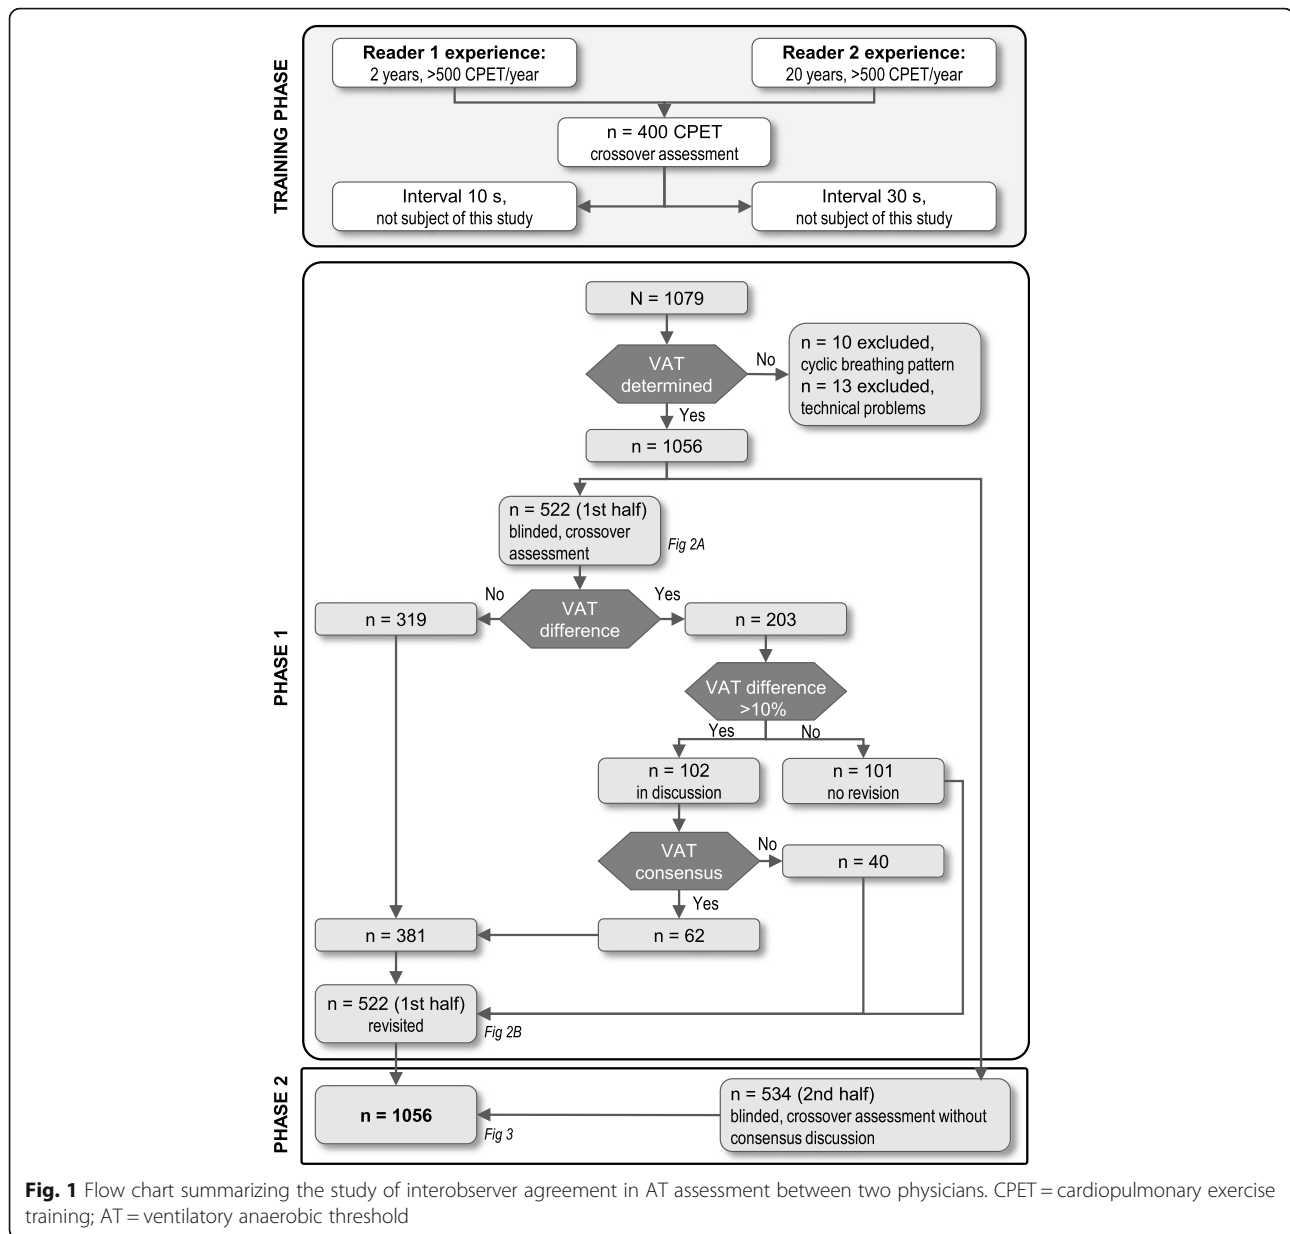 TRAINING PHASE
Reader 1 experience:
2 years, >500 CPET/year
Reader 2 experience:
20 years, >500 CPET/year
n = 400 CPET
crossover assessment
Interval 10 s,
not subject of this study
Interval 30 s,
not subject of this study
PHASE 1
N = 1079
VAT
determined
No
n = 10 excluded,
cyclic breathing pattern
n = 13 excluded,
technical problems
Yes
n = 1056
n = 522 (1st half)
blinded, crossover
assessment
Fig 2A
VAT
difference
No
Yes
n = 319
n = 203
VAT difference
>10%
Yes
No
n = 102
in discussion
n = 101
no revision
VAT
consensus
No
n = 40
Yes
n = 62
n = 381
n = 522 (1st half)
revisited
Fig 2B
PHASE 2
n = 1056
Fig 3
n = 534 (2nd half)
blinded, crossover assessment without
consensus discussion
Fig. 1 Flow chart summarizing the study of interobserver agreement in AT assessment between two physicians. CPET = cardiopulmonary exercise
training; AT = ventilatory anaerobic threshold